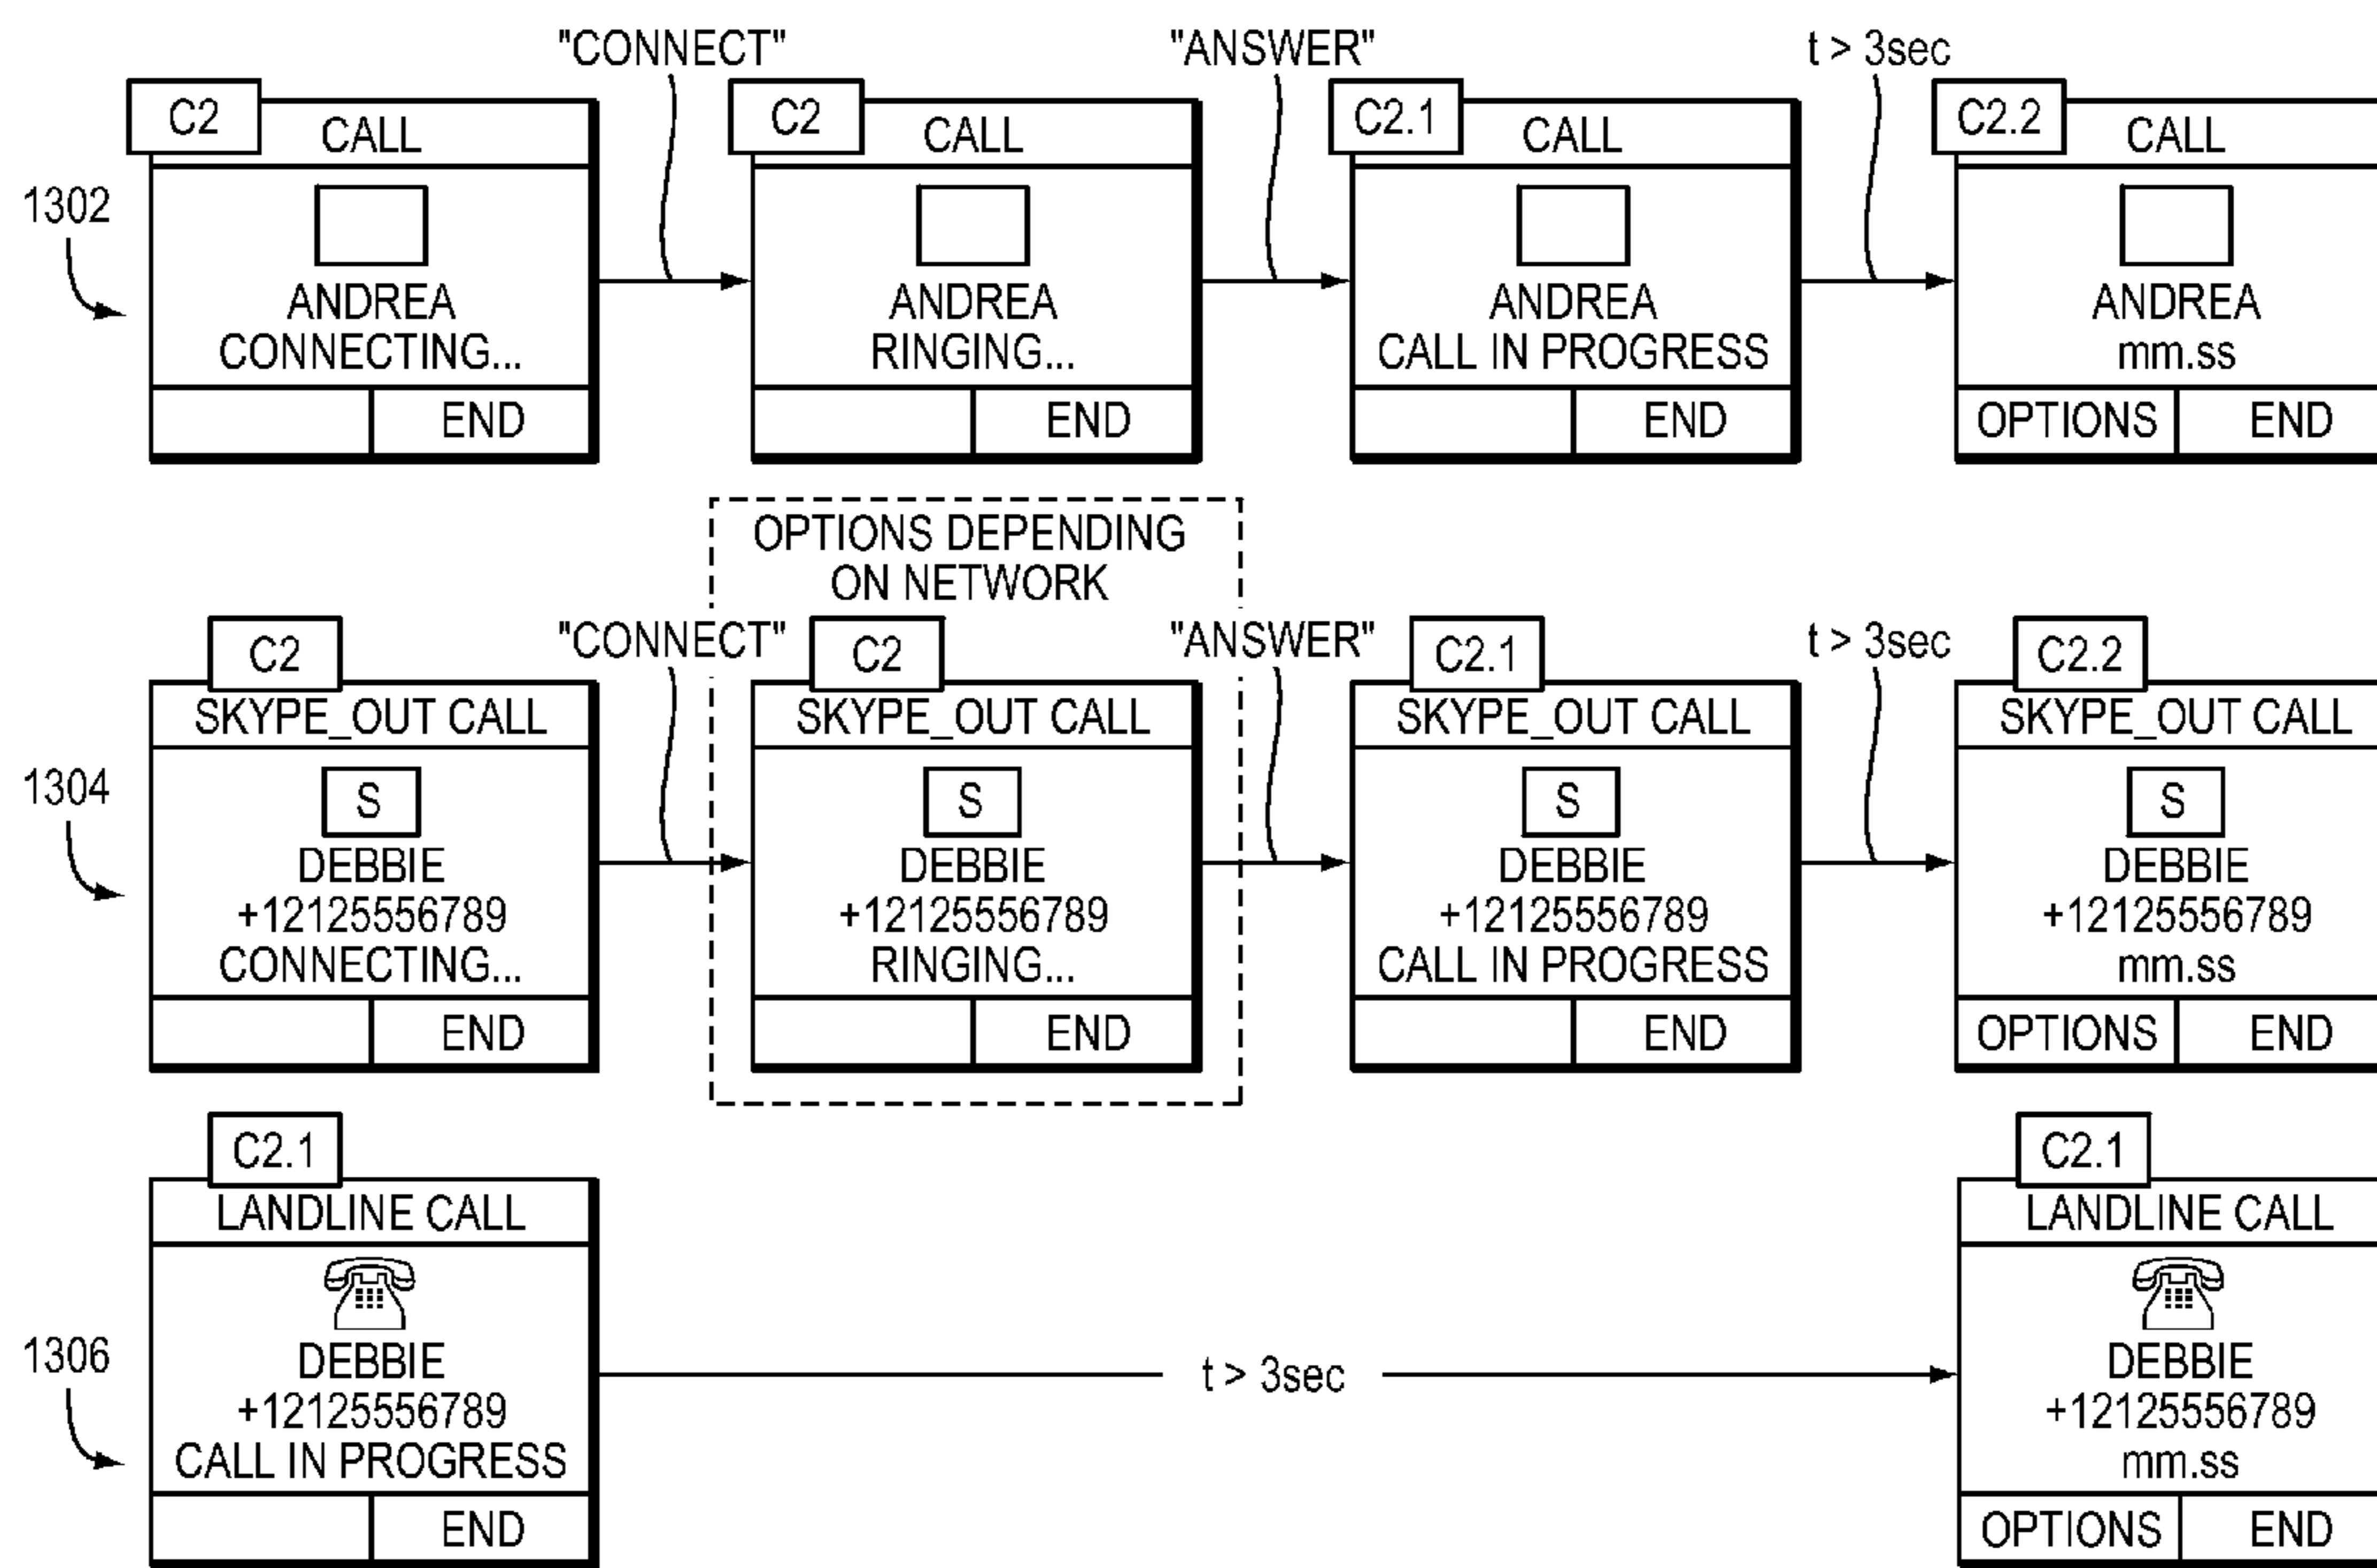 "CONNECT" "ANSWER" t > 3sec
C2 C2 C2.1 C2.2
CALL CALL CALL CALL
1302
ANDREA ANDREA ANDREA ANDREA
CONNECTING... RINGING... CALL IN PROGRESS mm.ss
END END END OPTIONS END
OPTIONS DEPENDING
ON NETWORK
"CONNECT" "ANSWER" t > 3sec
C2 C2 C2.1 C2.2
SKYPE_OUT CALL SKYPE_OUT CALL SKYPE_OUT CALL SKYPE_OUT CALL
1304
S S S S
DEBBIE DEBBIE DEBBIE DEBBIE
+12125556789 +12125556789 +12125556789 +12125556789
CONNECTING... RINGING... CALL IN PROGRESS mm.ss
END END END OPTIONS END
C2.1 C2.1
LANDLINE CALL LANDLINE CALL
1306
DEBBIE t > 3sec DEBBIE
+12125556789 +12125556789
CALL IN PROGRESS mm.ss
END OPTIONS END